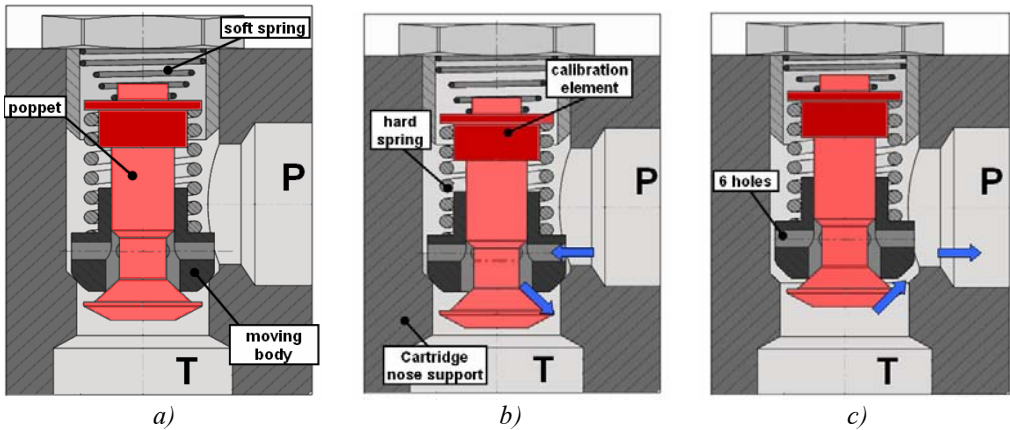 soft spring
poppet
P
moving
body
T
a)
calibration
element
hard
spring
P
Cartridge
nose support
T
b)
6 holes
P
T
c)